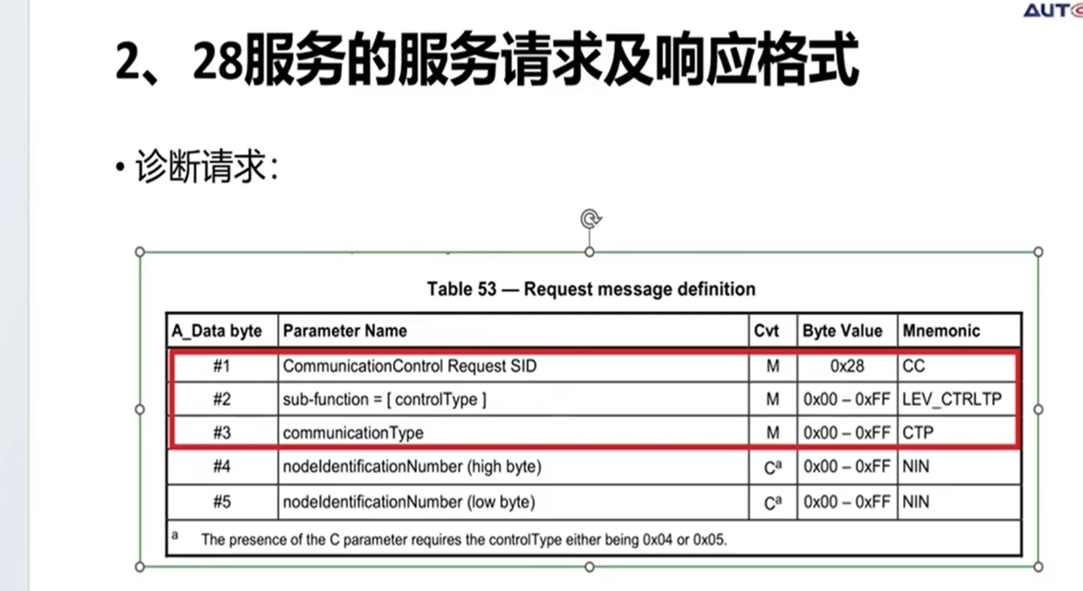 AUTO
2、28服务的服务请求及响应格式
• 诊断请求：
Table 53 — Request message definition
A_Data byte Parameter Name Cvt Byte Value Mnemonic
#1 CommunicationControl Request SID M 0x28 CC
#2 sub-function = [ controlType ] M 0x00 – 0xFF LEV_CTRLTP
#3 communicationType M 0x00 – 0xFF CTP
#4 nodeIdentificationNumber (high byte) Cᵃ 0x00 – 0xFF NIN
#5 nodeIdentificationNumber (low byte) Cᵃ 0x00 – 0xFF NIN
ᵃ The presence of the C parameter requires the controlType either being 0x04 or 0x05.